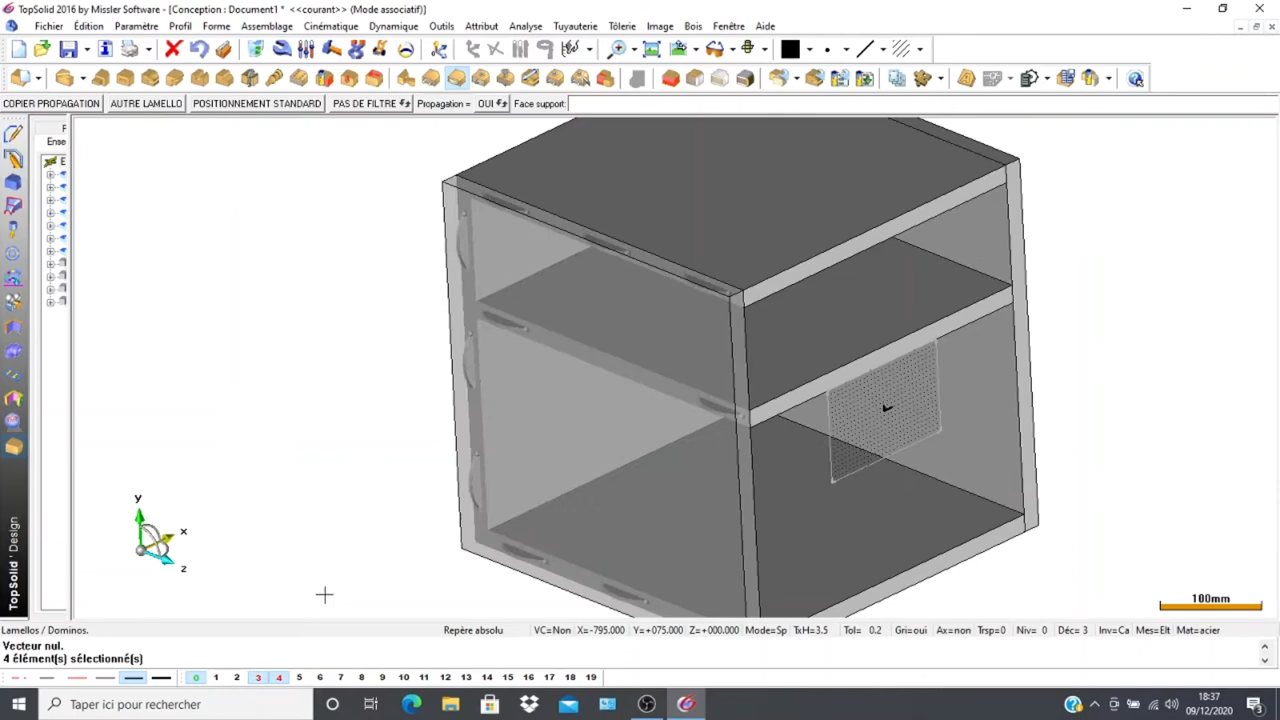 TopSolid 2016 by Missler Software - [Conception : Document1 * <<courant>> (Mode associatif)]
Fichier Édition Paramètre Profil Forme Assemblage Cinématique Dynamique Outils Attribut Analyse Tuyauterie Tôlerie Image Bois Fenêtre Aide
COPIER PROPAGATION AUTRE LAMELLO POSITIONNEMENT STANDARD PAS DE FILTRE Propagation = OUI Face support:
P
Ense
E
y
x
z
TopSolid'Design
100mm
Lamellos / Dominos. Repère absolu VC=Non X=-795.000 Y=+075.000 Z=+000.000 Mode=Sp TxH=3.5 Tol= 0.2 Gri=oui Ax=non Trsp=0 Niv= 0 Déc= 3 Inv=Ca Mes=Elt Mat=acier
Vecteur nul.
4 élément(s) sélectionné(s)
0 1 2 3 4 5 6 7 8 9 10 11 12 13 14 15 16 17 18 19
Taper ici pour rechercher
18:37
09/12/2020
3